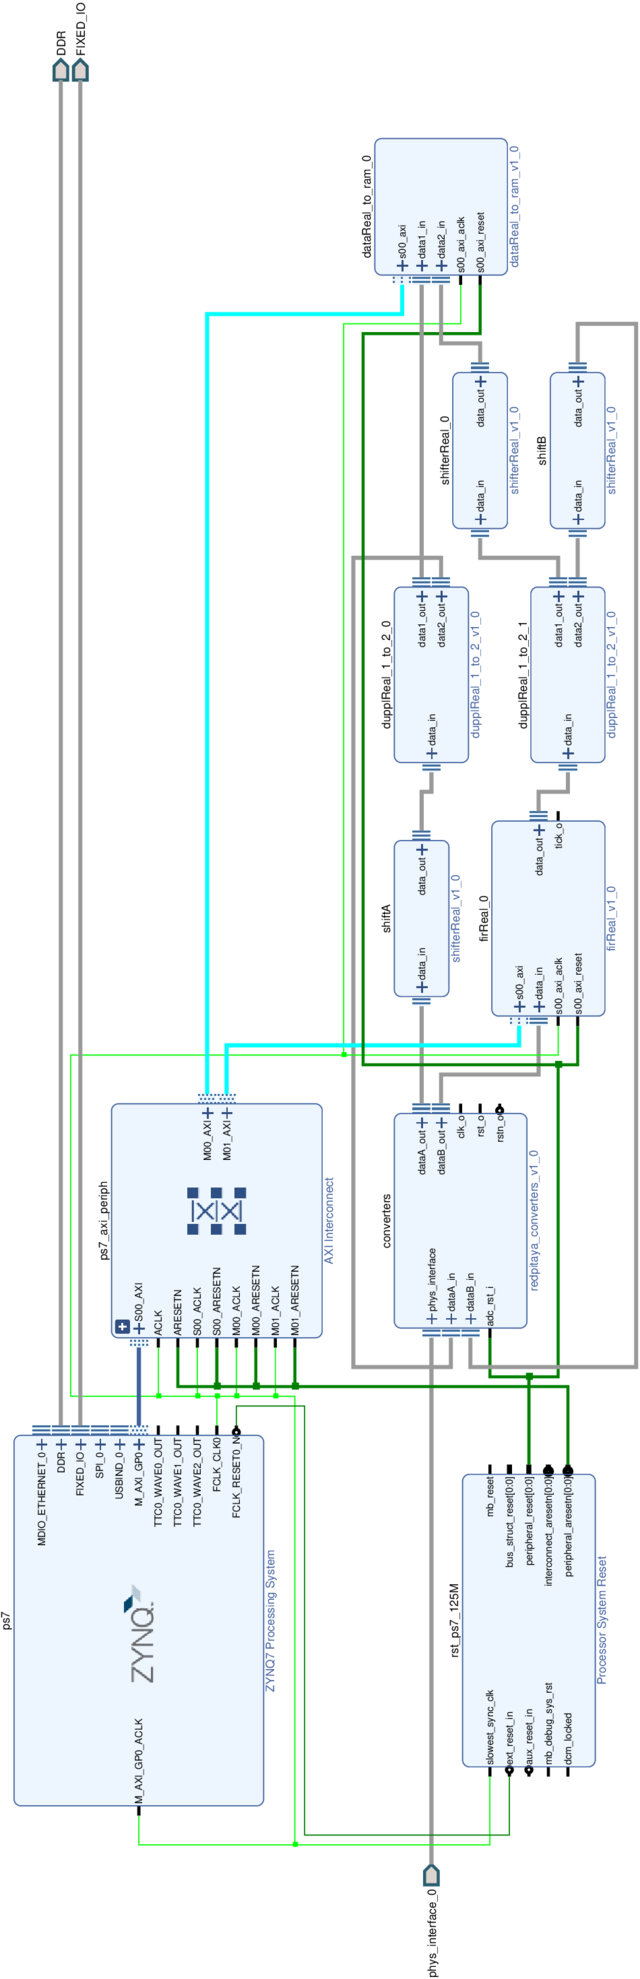 DDR
FIXED_IO
ps7
MDIO_ETHERNET_0
DDR
FIXED_IO
SPI_0
USBIND_0
M_AXI_GP0
TTC0_WAVE0_OUT
TTC0_WAVE1_OUT
TTC0_WAVE2_OUT
FCLK_CLK0
FCLK_RESET0_N
M_AXI_GP0_ACLK
ZYNQ
ZYNQ7 Processing System
ps7_axi_periph
S00_AXI
ACLK
ARESETN
S00_ACLK
S00_ARESETN
M00_ACLK
M00_ARESETN
M01_ACLK
M01_ARESETN
M00_AXI
M01_AXI
AXI Interconnect
dataReal_to_ram_0
s00_axi
data1_in
data2_in
s00_axi_aclk
s00_axi_reset
dataReal_to_ram_v1_0
converters
phys_interface
dataA_in
dataB_in
adc_rst_i
dataA_out
dataB_out
clk_o
rst_o
rstn_o
redpitaya_converters_v1_0
shiftA
data_in
data_out
shifterReal_v1_0
firReal_0
s00_axi
data_in
s00_axi_aclk
s00_axi_reset
data_out
tick_o
firReal_v1_0
dupplReal_1_to_2_0
data_in
data1_out
data2_out
dupplReal_1_to_2_v1_0
dupplReal_1_to_2_1
data_in
data1_out
data2_out
dupplReal_1_to_2_v1_0
shifterReal_0
data_in
data_out
shifterReal_v1_0
shiftB
data_in
data_out
shifterReal_v1_0
phys_interface_0
rst_ps7_125M
slowest_sync_clk
ext_reset_in
aux_reset_in
mb_debug_sys_rst
dcm_locked
mb_reset
bus_struct_reset[0:0]
peripheral_reset[0:0]
interconnect_aresetn[0:0]
peripheral_aresetn[0:0]
Processor System Reset